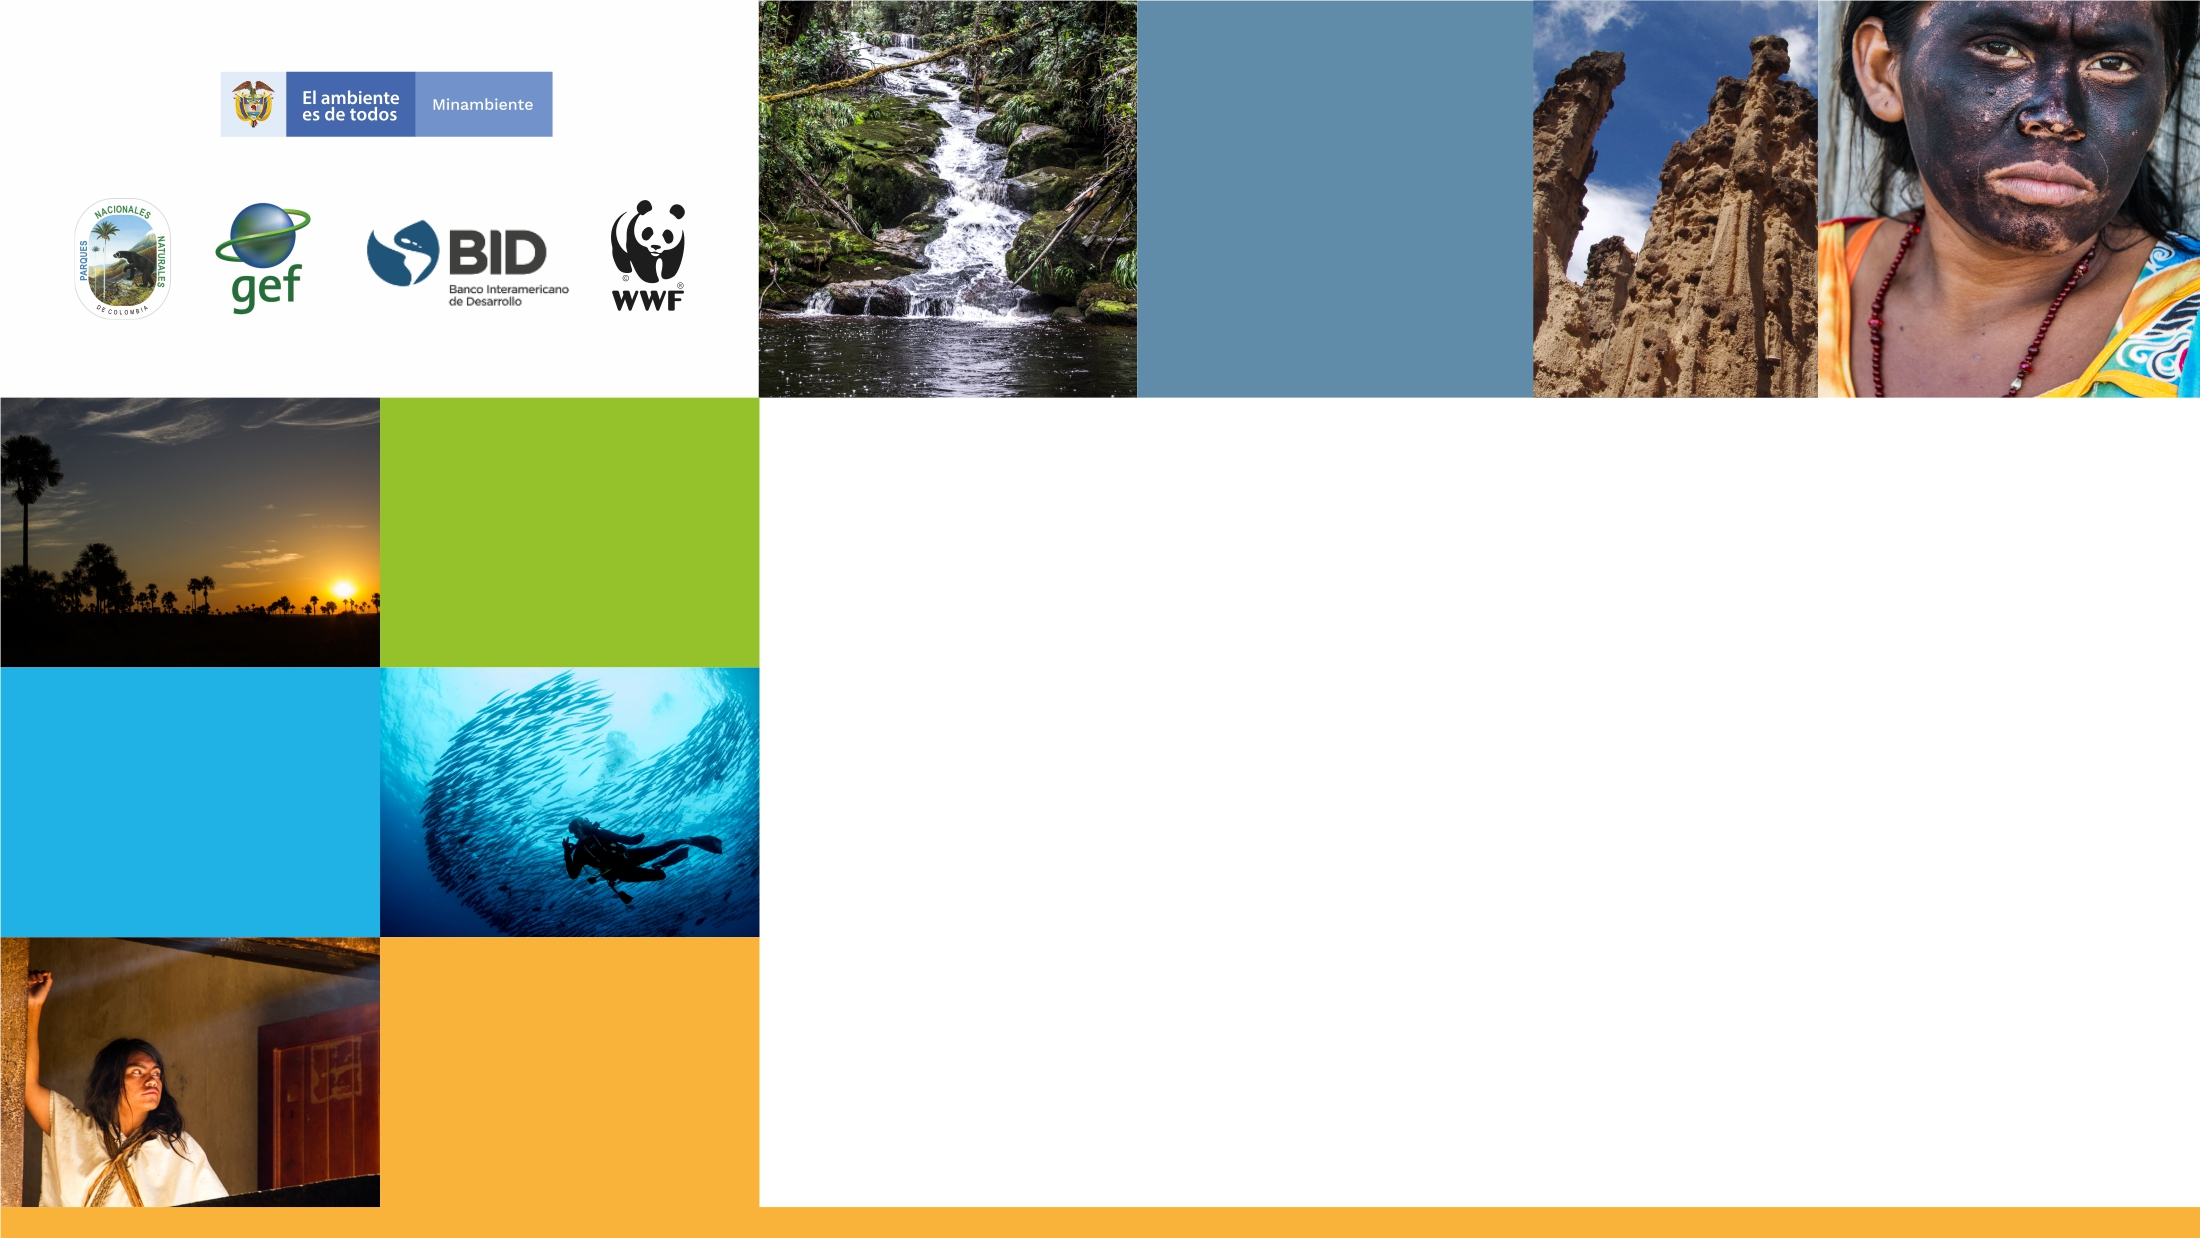 El ambiente
es de todos
Minambiente
PARQUES
NACIONALES
NATURALES
DE COLOMBIA
gef
BID
Banco Interamericano
de Desarrollo
©
®
WWF